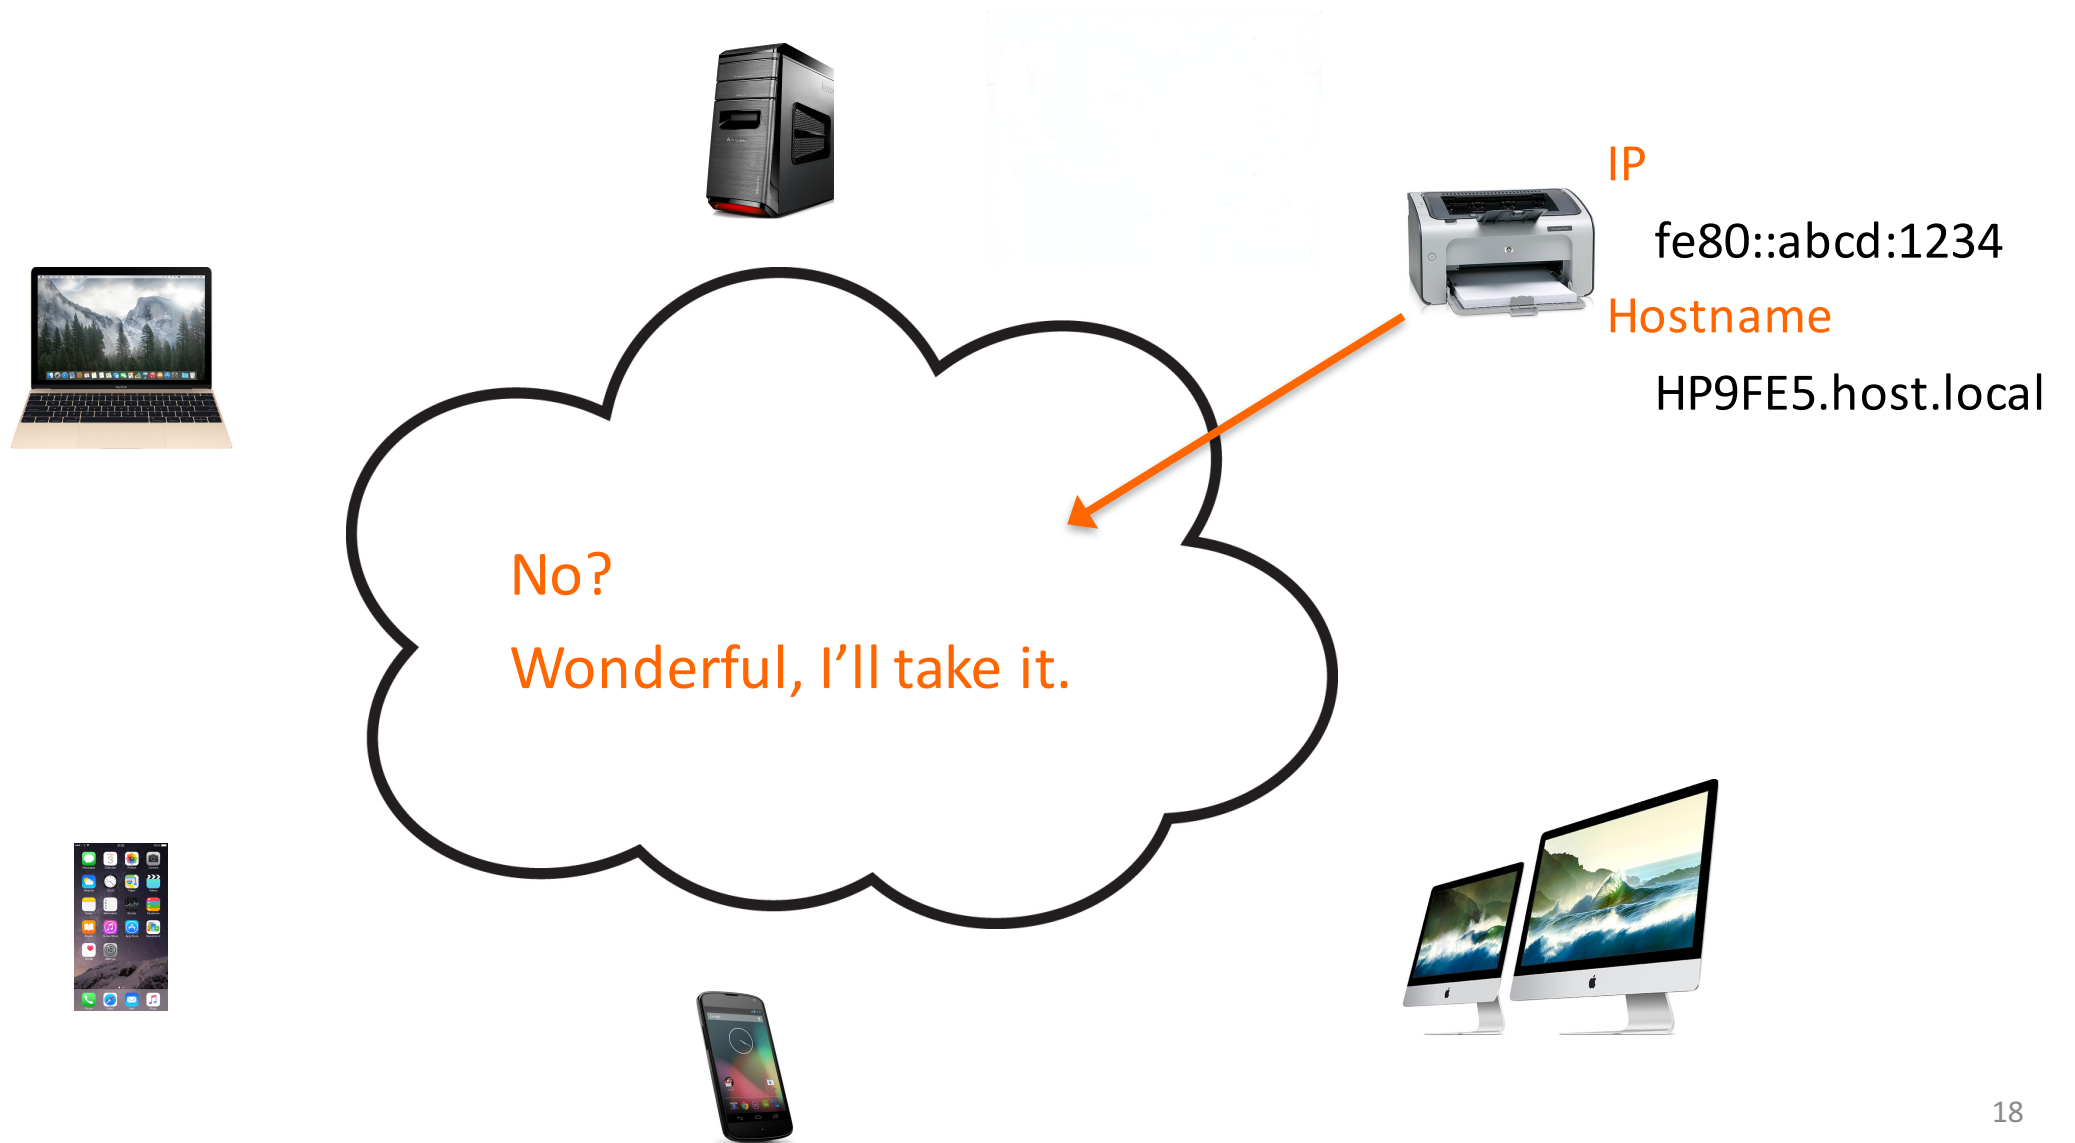 IP
fe80::abcd:1234
Hostname
HP9FE5.host.local
No?
Wonderful, I’ll take it.
18